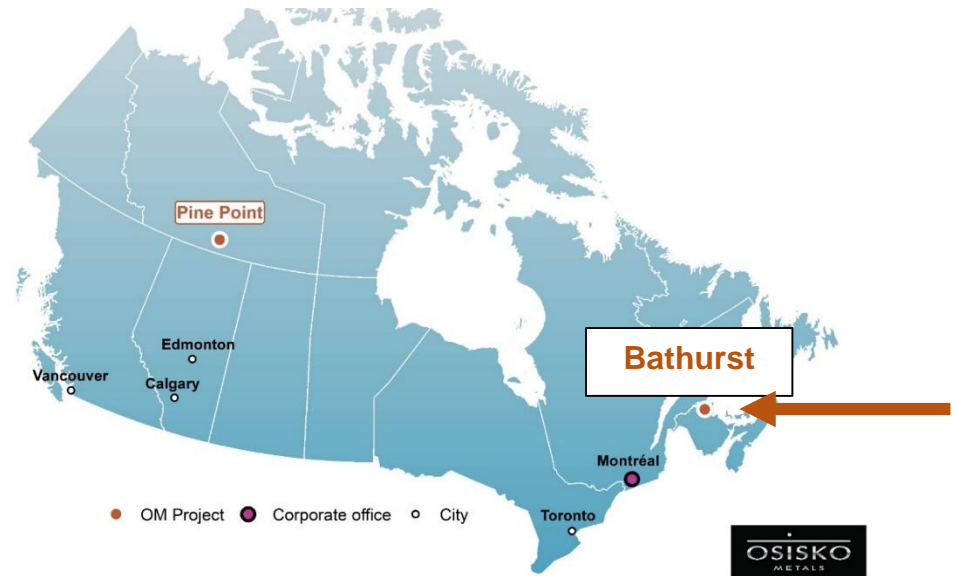 Pine Point
Edmonton
Vancouver
Calgary
Bathurst
Montréal
OM Project
Corporate office
City
Toronto
OSISKO
METALS